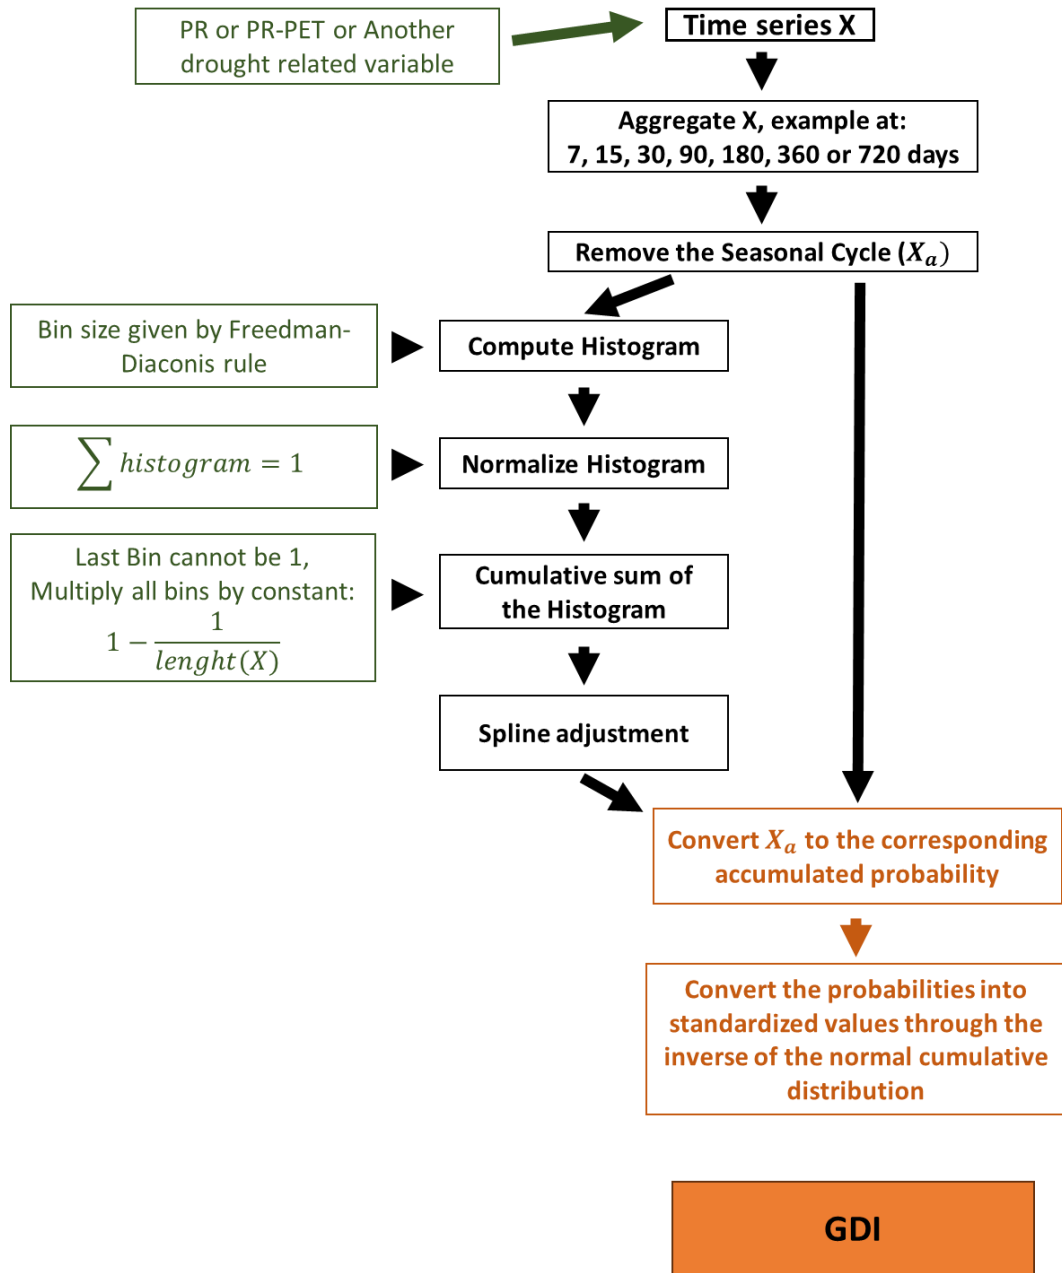 PR or PR-PET or Another
drought related variable
Time series X
Aggregate X, example at:
7, 15, 30, 90, 180, 360 or 720 days
Remove the Seasonal Cycle (Xₐ)
Bin size given by Freedman-
Diaconis rule
Compute Histogram
∑ histogram = 1
Normalize Histogram
Last Bin cannot be 1,
Multiply all bins by constant:
1 − 1/lenght(X)
Cumulative sum of
the Histogram
Spline adjustment
Convert Xₐ to the corresponding
accumulated probability
Convert the probabilities into
standardized values through the
inverse of the normal cumulative
distribution
GDI